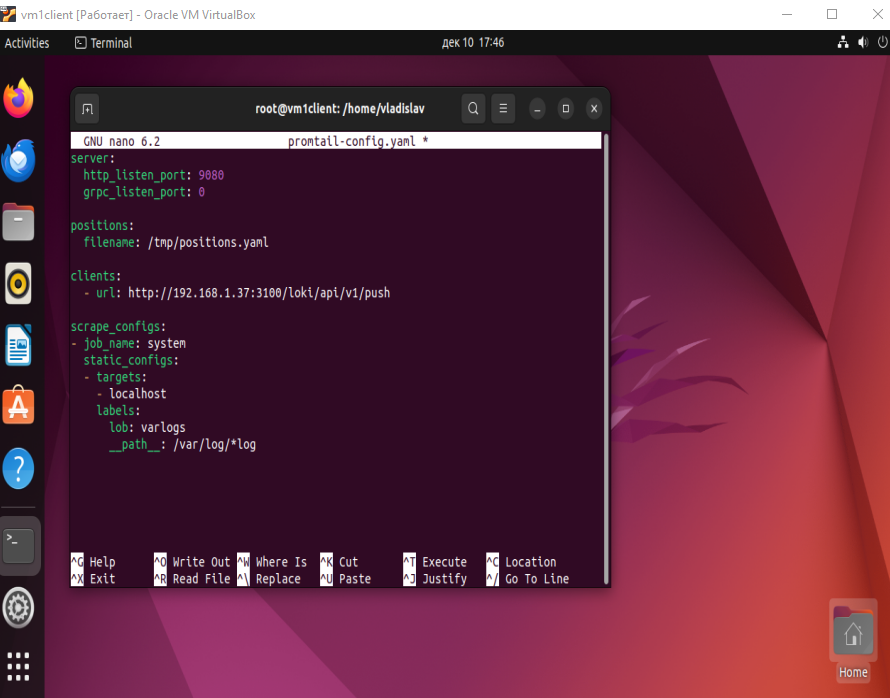 vm1client [Работает] - Oracle VM VirtualBox
Activities
Terminal
дек 10 17:46
root@vm1client: /home/vladislav
GNU nano 6.2 promtail-config.yaml *
server:
  http_listen_port: 9080
  grpc_listen_port: 0

positions:
  filename: /tmp/positions.yaml

clients:
  - url: http://192.168.1.37:3100/loki/api/v1/push

scrape_configs:
- job_name: system
  static_configs:
  - targets:
    - localhost
    labels:
      lob: varlogs
      __path__: /var/log/*log

^G Help ^O Write Out ^W Where Is ^K Cut ^T Execute ^C Location
^X Exit ^R Read File ^\ Replace ^U Paste ^J Justify ^/ Go To Line
Home